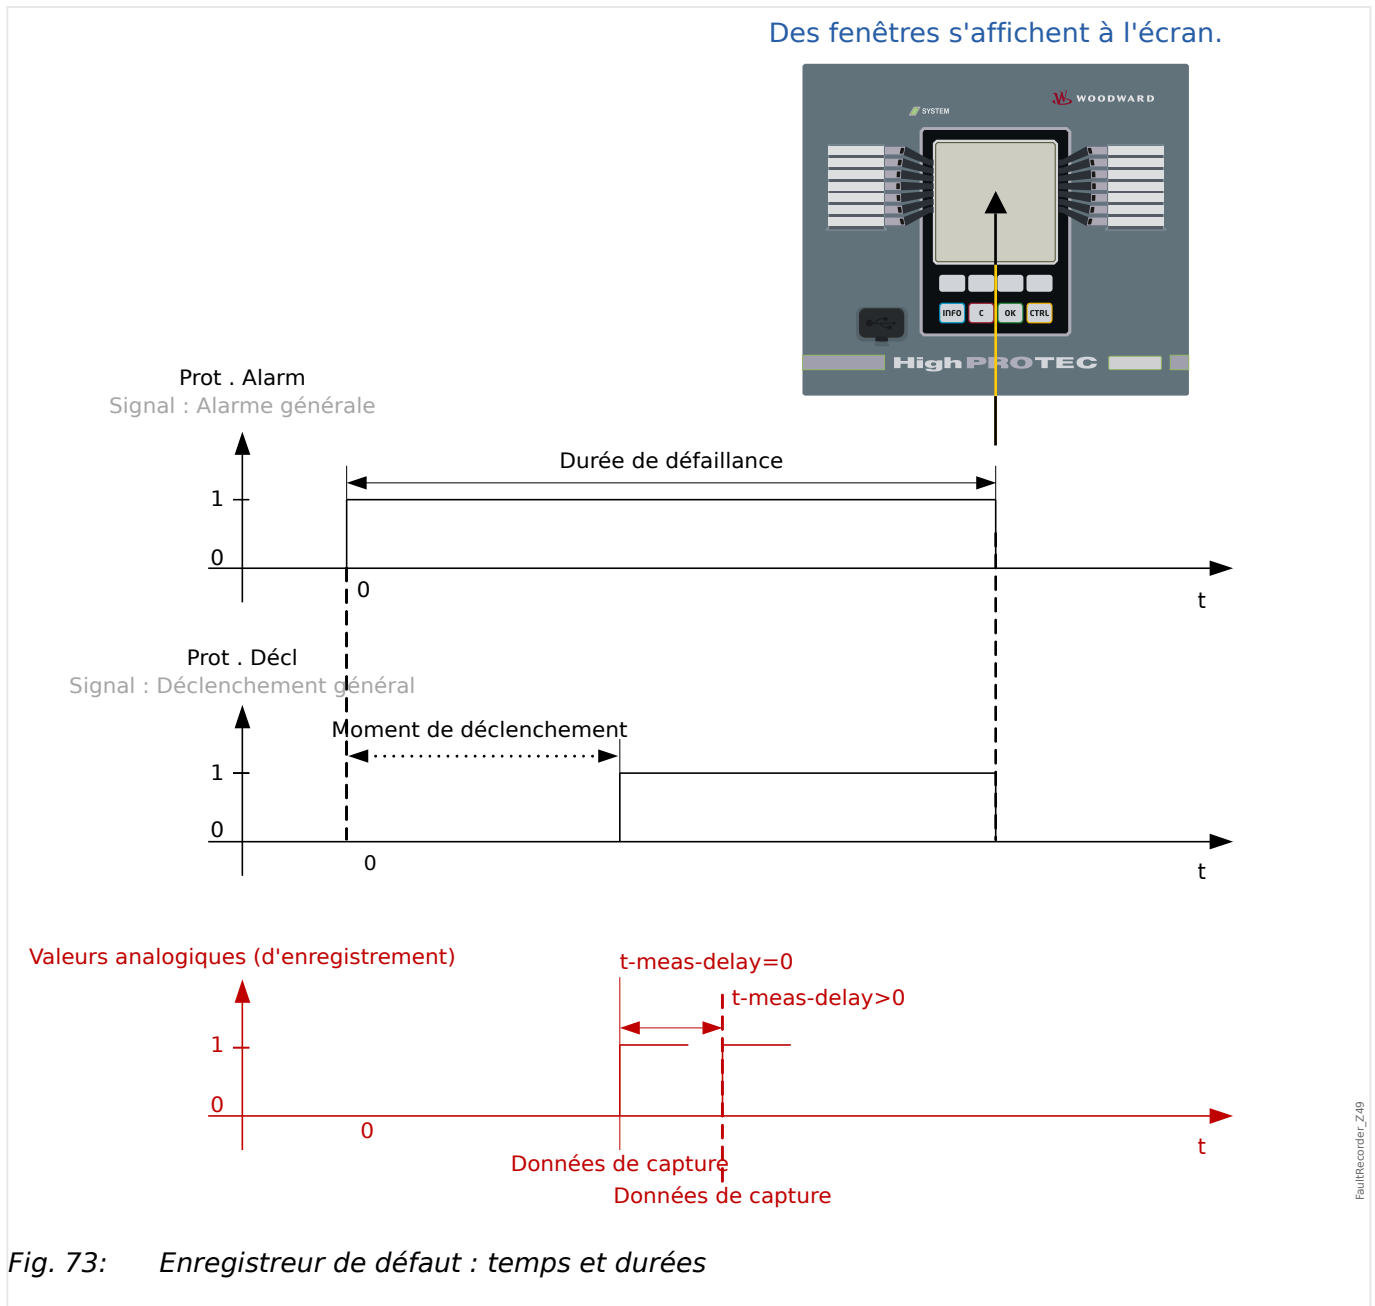 Des fenêtres s'affichent à l'écran.
WOODWARD
SYSTEM
INFO
C
OK
CTRL
HighPROTEC
Prot . Alarm
Signal : Alarme générale
Durée de défaillance
1
0
0
t
Prot . Décl
Signal : Déclenchement général
Moment de déclenchement
1
0
0
t
Valeurs analogiques (d'enregistrement)
t-meas-delay=0
t-meas-delay>0
1
0
0
t
Données de capture
Données de capture
FaultRecorder_Z49
Fig. 73: Enregistreur de défaut : temps et durées